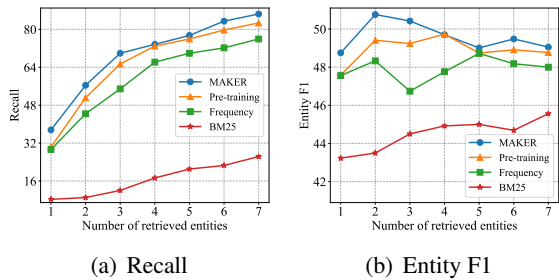 80
64
48
32
16
Recall
MAKER
Pre-training
Frequency
BM25
1 2 3 4 5 6 7
Number of retrieved entities
(a) Recall
50
48
46
44
42
Entity F1
MAKER
Pre-training
Frequency
BM25
1 2 3 4 5 6 7
Number of retrieved entities
(b) Entity F1